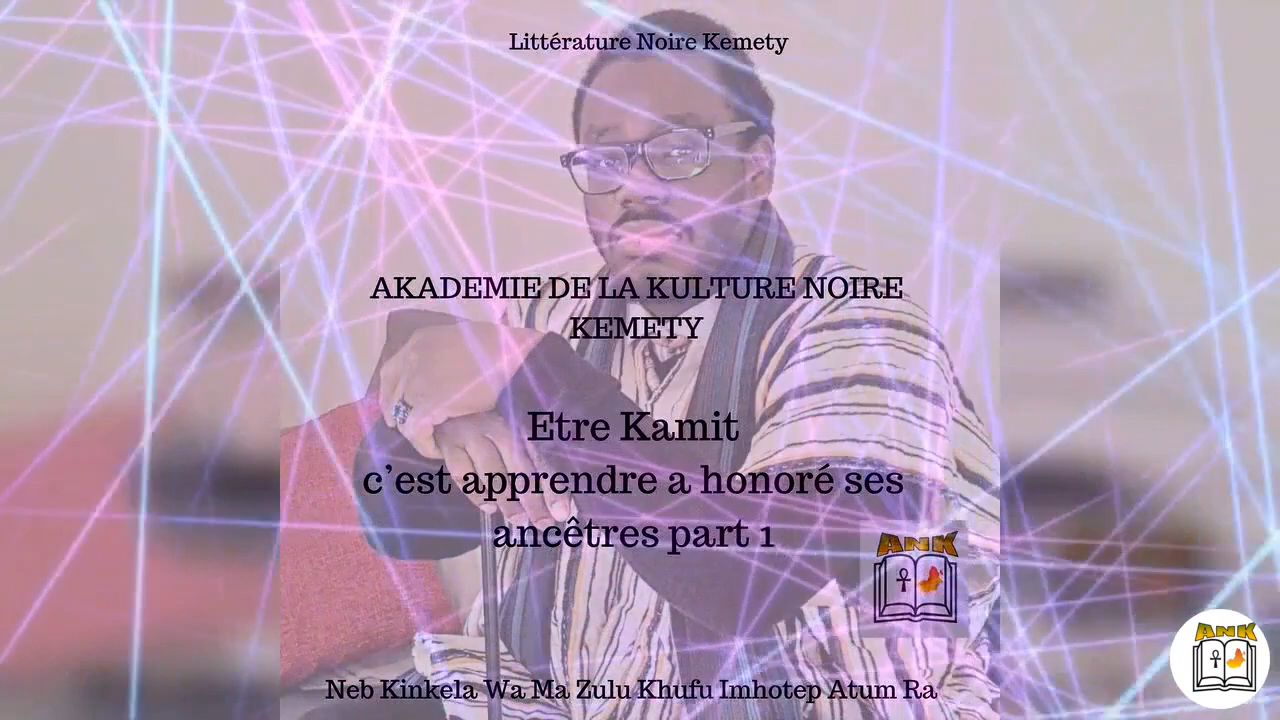 Littérature Noire Kemety
AKADEMIE DE LA KULTURE NOIRE
KEMETY
Etre Kamit
c’est apprendre a honoré ses
ancêtres part 1
ANK
Neb Kinkela Wa Ma Zulu Khufu Imhotep Atum Ra
ANK